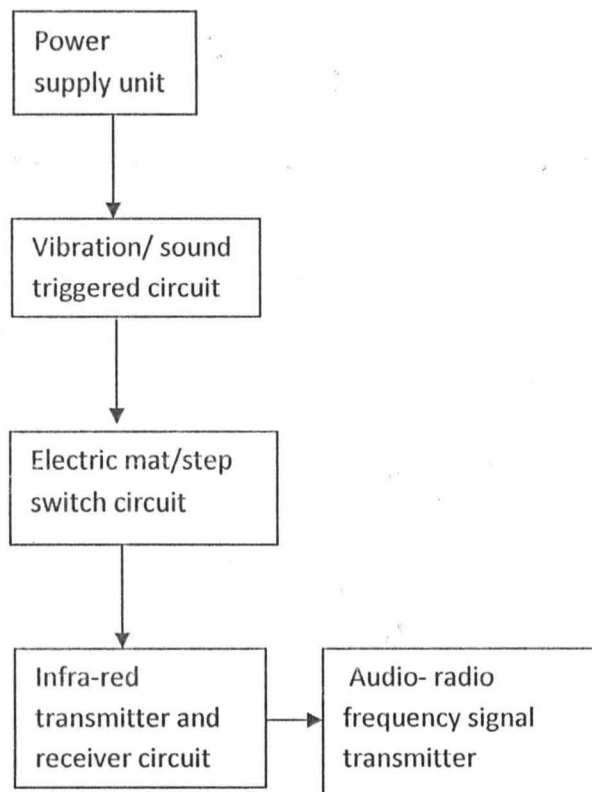 Power
supply unit
Vibration/ sound
triggered circuit
Electric mat/step
switch circuit
Infra-red
transmitter and
receiver circuit
Audio- radio
frequency signal
transmitter